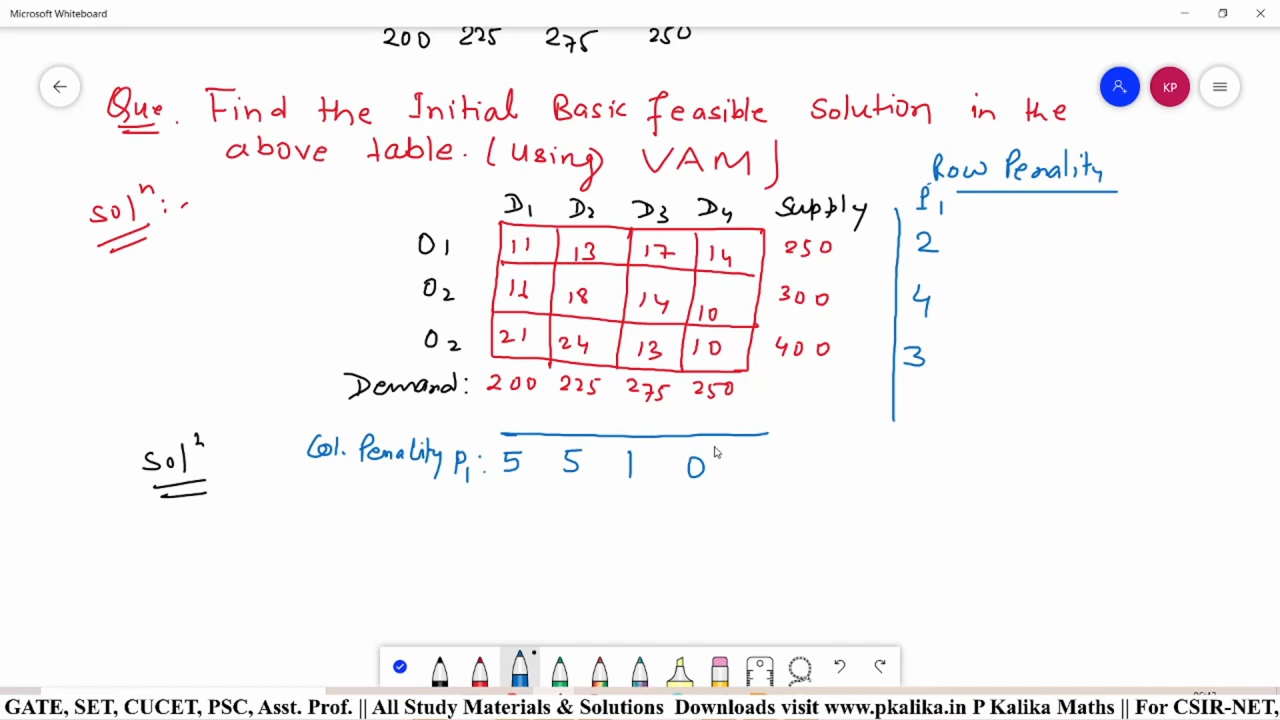 Microsoft Whiteboard
200 225 275 250
KP
Que. Find the Initial Basic feasible Solution in the
above table. (Using VAM)
Row Penality
Solⁿ :-
D1 D2 D3 D4 Supply P1
O1 11 13 17 14 250 2
O2 11 18 14 10 300 4
O2 21 24 13 10 400 3
Demand: 200 225 275 250
Solⁿ
Col. Penality P1: 5 5 1 0
GATE, SET, CUCET, PSC, Asst. Prof. || All Study Materials & Solutions Downloads visit www.pkalika.in P Kalika Maths || For CSIR-NET,